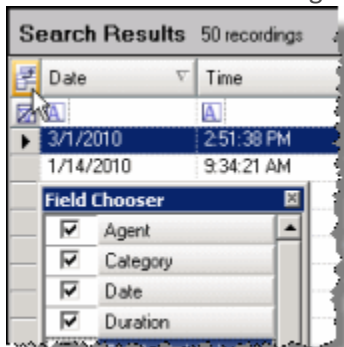 Search Results 50 recordings
Date Time
A A
3/1/2010 2:51:38 PM
1/14/2010 9:34:21 AM
Field Chooser
Agent
Category
Date
Duration